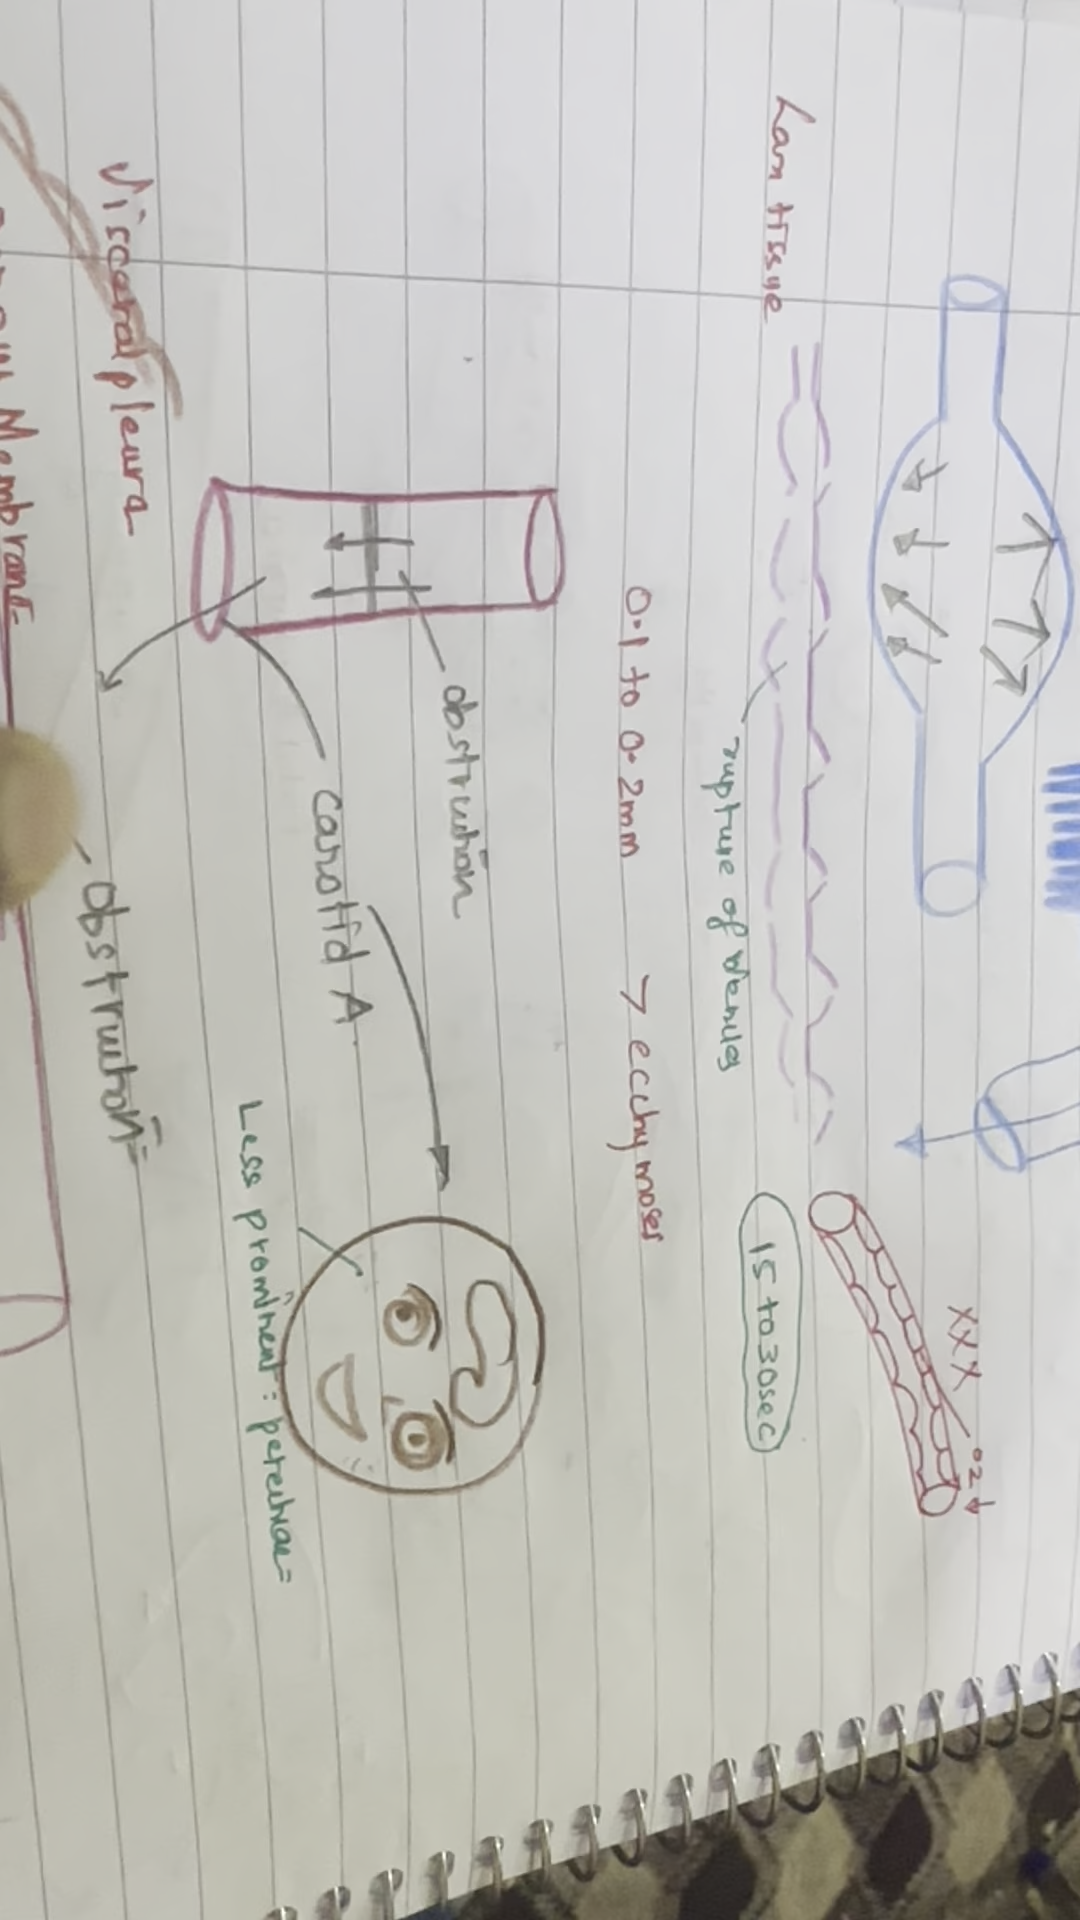 XXX
O2↓
Lax tissue
rupture of venules
15 to 30sec
0.1 to 0.2mm > ecchymoses
obstruction
Carotid A.
Less prominent : petechiae
Visceral pleura
obstruction
Membrane